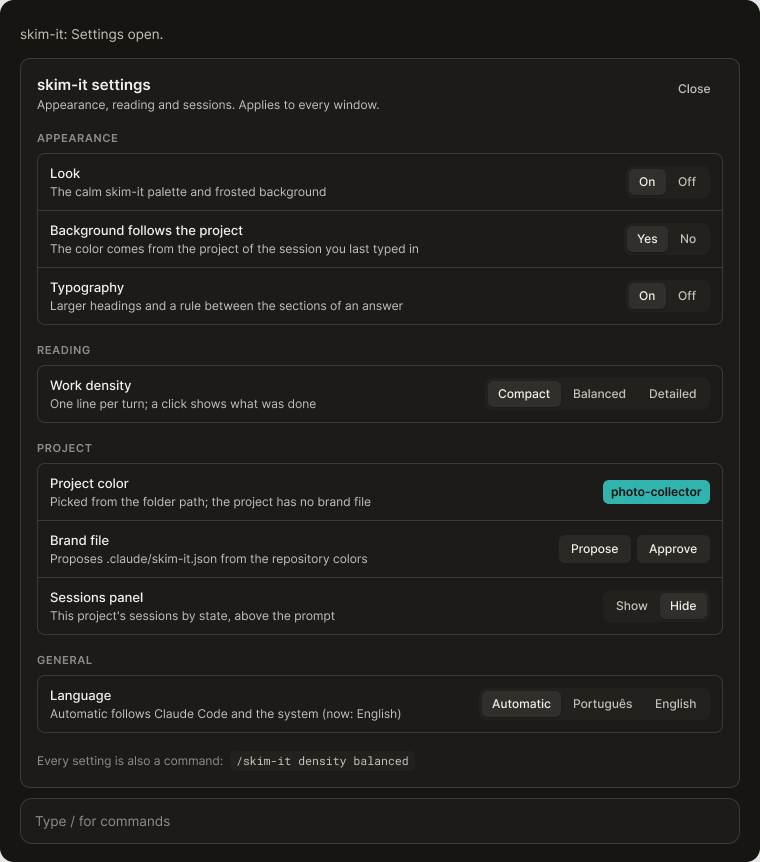 skim-it: Settings open.
skim-it settings
Close
Appearance, reading and sessions. Applies to every window.
APPEARANCE
Look
The calm skim-it palette and frosted background
On Off
Background follows the project
The color comes from the project of the session you last typed in
Yes No
Typography
Larger headings and a rule between the sections of an answer
On Off
READING
Work density
One line per turn; a click shows what was done
Compact Balanced Detailed
PROJECT
Project color
Picked from the folder path; the project has no brand file
photo-collector
Brand file
Proposes .claude/skim-it.json from the repository colors
Propose Approve
Sessions panel
This project's sessions by state, above the prompt
Show Hide
GENERAL
Language
Automatic follows Claude Code and the system (now: English)
Automatic Português English
Every setting is also a command: /skim-it density balanced
Type / for commands